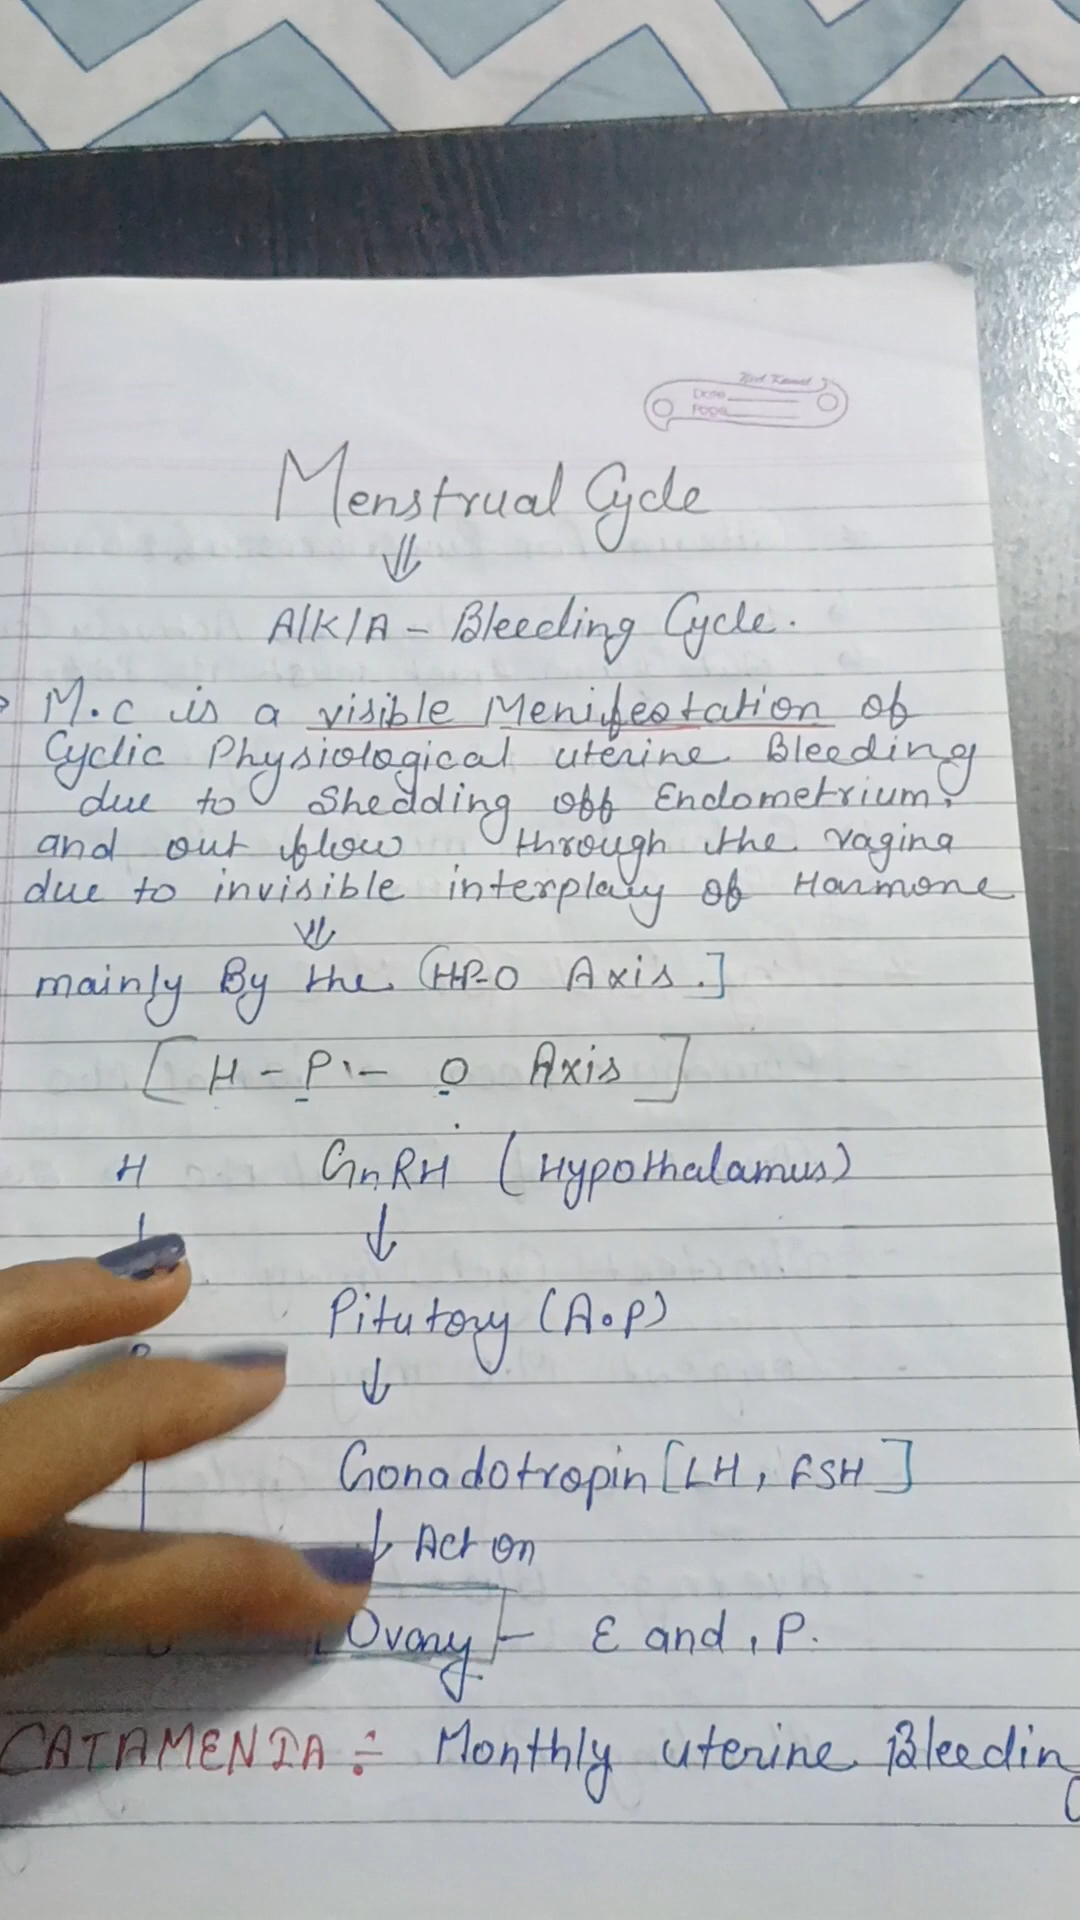 Date
Page
Menstrual Cycle
A/K/A - Bleeding Cycle.
M.C is a visible Menifestation of
Cyclic Physiological uterine Bleeding
due to Shedding off Endometrium,
and out flow through the vagina
due to invisible interplay of Harmone
mainly By the (H-P-O Axis.]
[H - P - O Axis]
H GnRH (Hypothalamus)
Pitutory (A.P)
Gonadotropin [LH, FSH]
Act on
Ovary - E and, P.
CATAMENIA ÷ Monthly uterine Bleeding